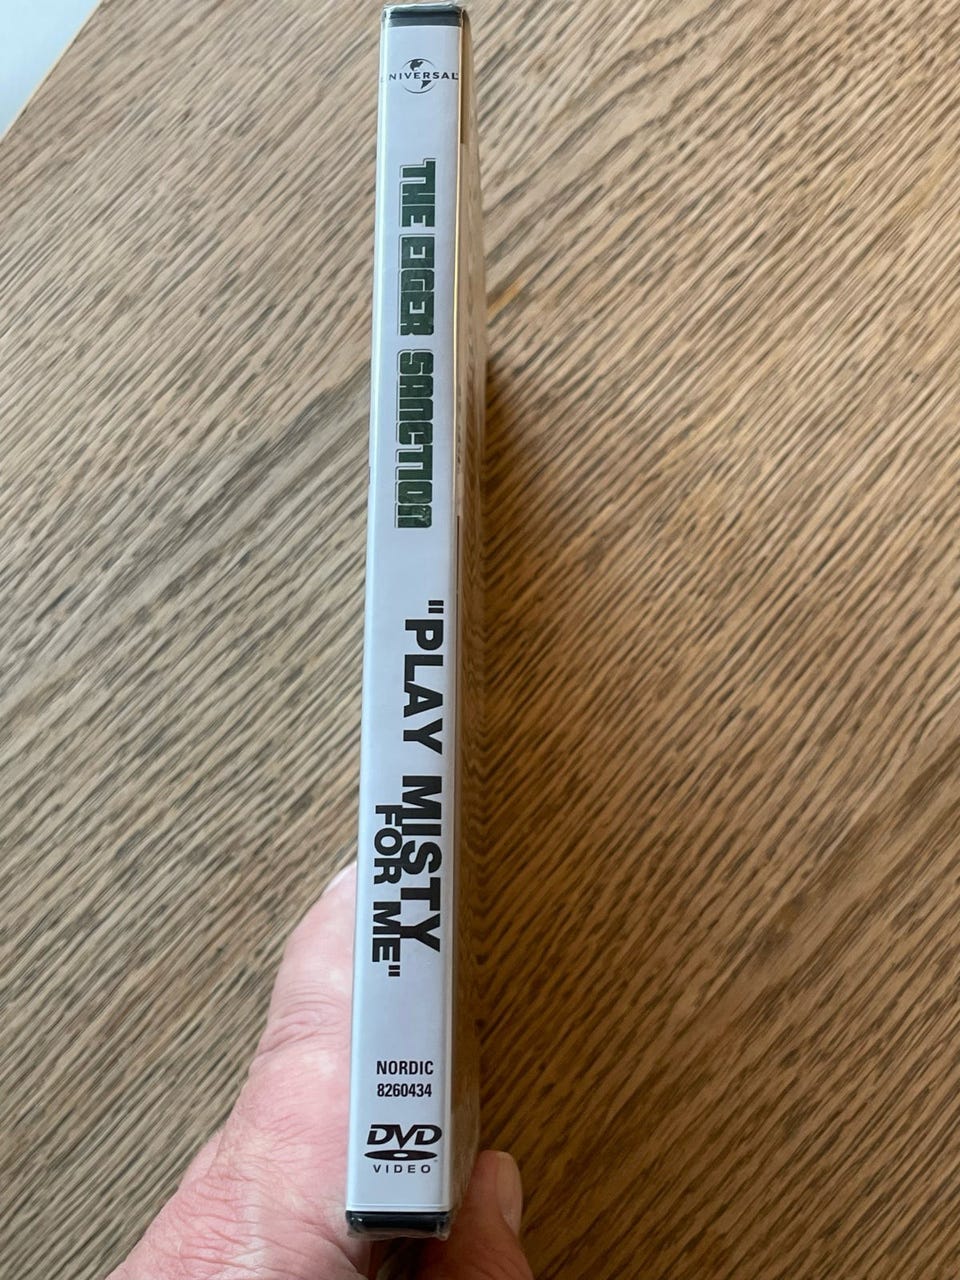 UNIVERSAL
THE EIGER SANCTION
"PLAY MISTY
FOR ME"
NORDIC
8260434
DVD
VIDEO